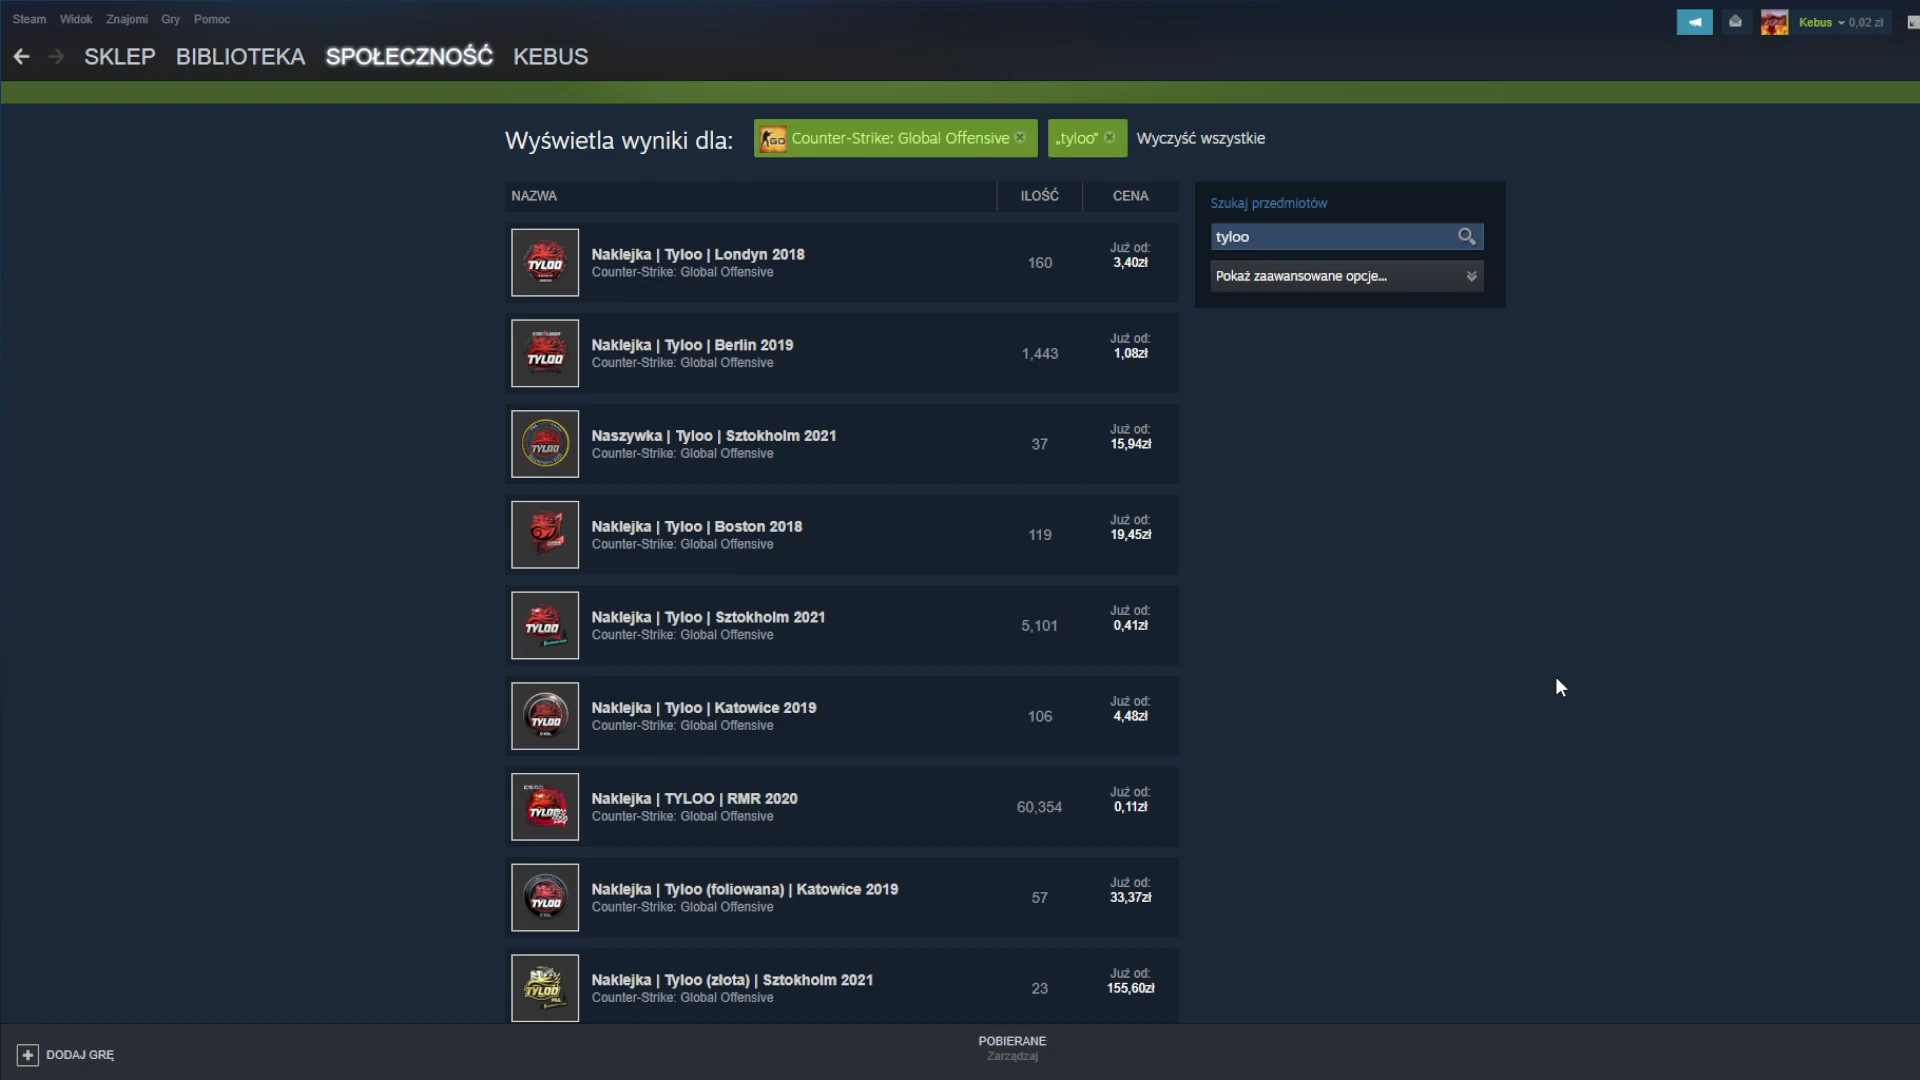 Steam Widok Znajomi Gry Pomoc
Kebus 0,02 zł
SKLEP BIBLIOTEKA SPOŁECZNOŚĆ KEBUS
Wyświetla wyniki dla: Counter-Strike: Global Offensive „tyloo” Wyczyść wszystkie
NAZWA ILOŚĆ CENA
Szukaj przedmiotów
tyloo
Pokaż zaawansowane opcje...
TYLOO
Naklejka | Tyloo | Londyn 2018
Counter-Strike: Global Offensive
160
Już od:
3,40zł
TYLOO
Naklejka | Tyloo | Berlin 2019
Counter-Strike: Global Offensive
1,443
Już od:
1,08zł
TYLOO
Naszywka | Tyloo | Sztokholm 2021
Counter-Strike: Global Offensive
37
Już od:
15,94zł
Naklejka | Tyloo | Boston 2018
Counter-Strike: Global Offensive
119
Już od:
19,45zł
TYLOO
Naklejka | Tyloo | Sztokholm 2021
Counter-Strike: Global Offensive
5,101
Już od:
0,41zł
TYLOO
Naklejka | Tyloo | Katowice 2019
Counter-Strike: Global Offensive
106
Już od:
4,48zł
TYLOO
Naklejka | TYLOO | RMR 2020
Counter-Strike: Global Offensive
60,354
Już od:
0,11zł
TYLOO
Naklejka | Tyloo (foliowana) | Katowice 2019
Counter-Strike: Global Offensive
57
Już od:
33,37zł
TYLOO
Naklejka | Tyloo (złota) | Sztokholm 2021
Counter-Strike: Global Offensive
23
Już od:
155,60zł
DODAJ GRĘ
POBIERANE
Zarządzaj